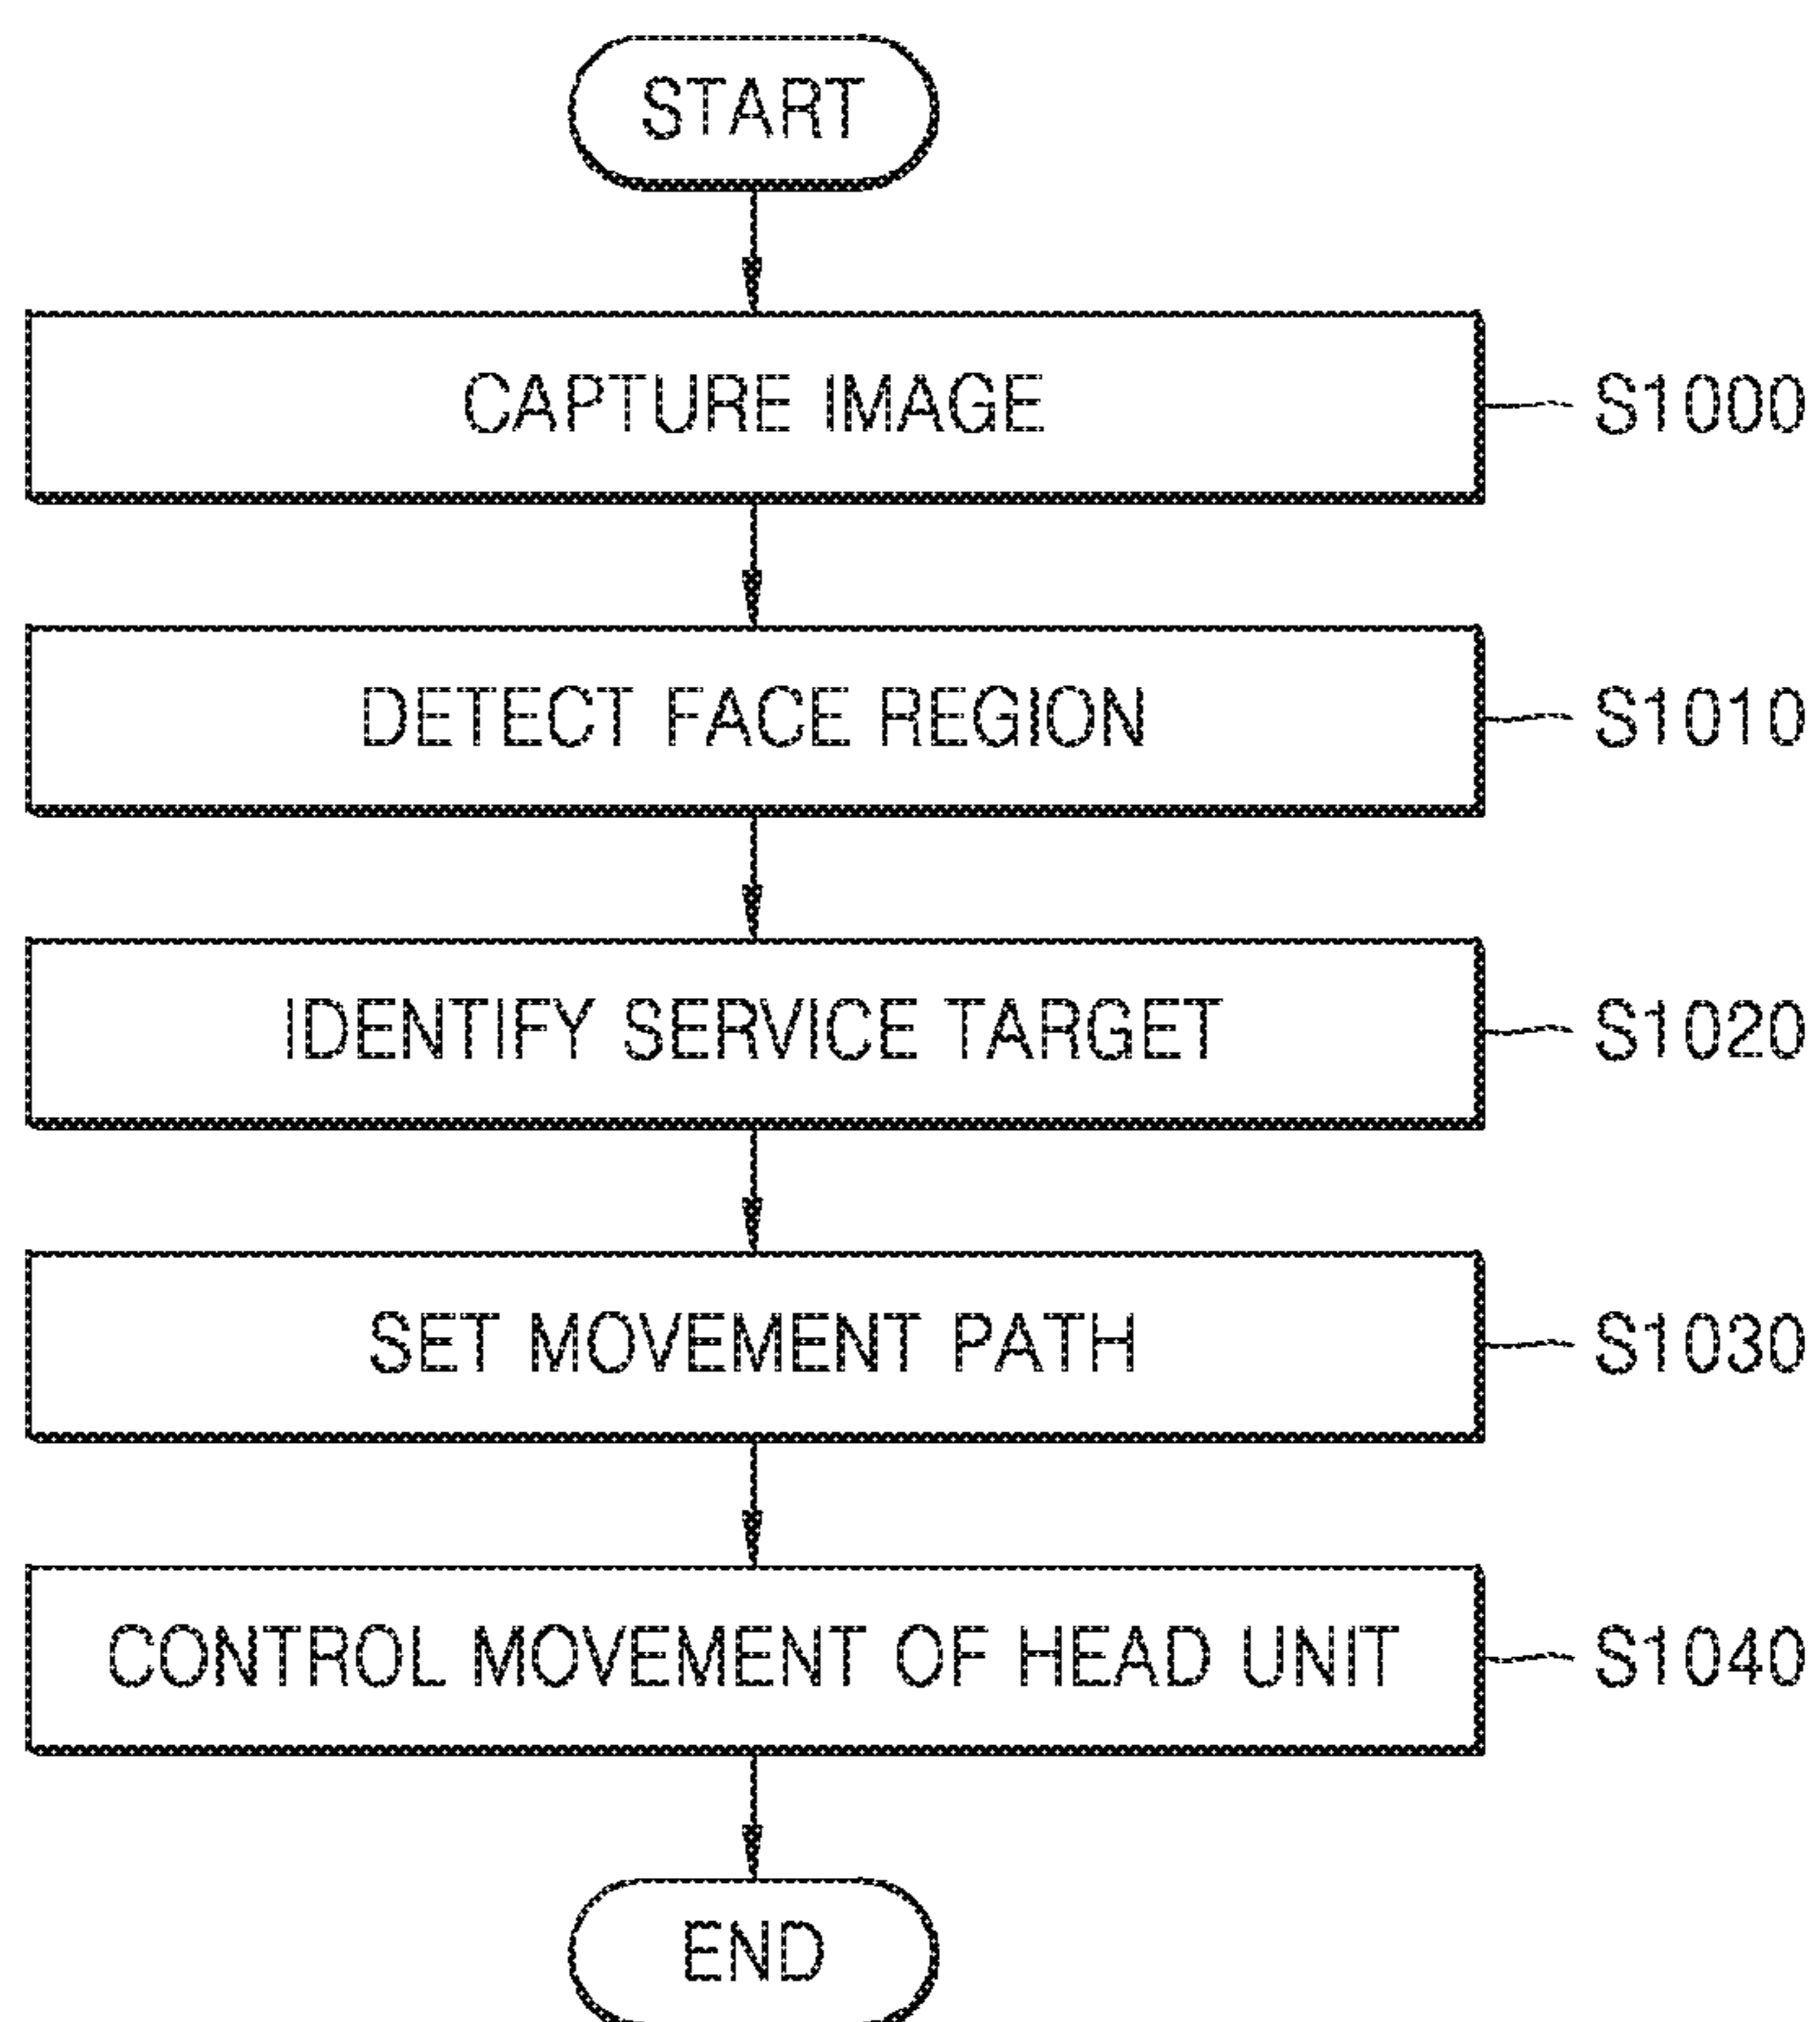 START
CAPTURE IMAGE S1000
DETECT FACE REGION S1010
IDENTIFY SERVICE TARGET S1020
SET MOVEMENT PATH S1030
CONTROL MOVEMENT OF HEAD UNIT S1040
END